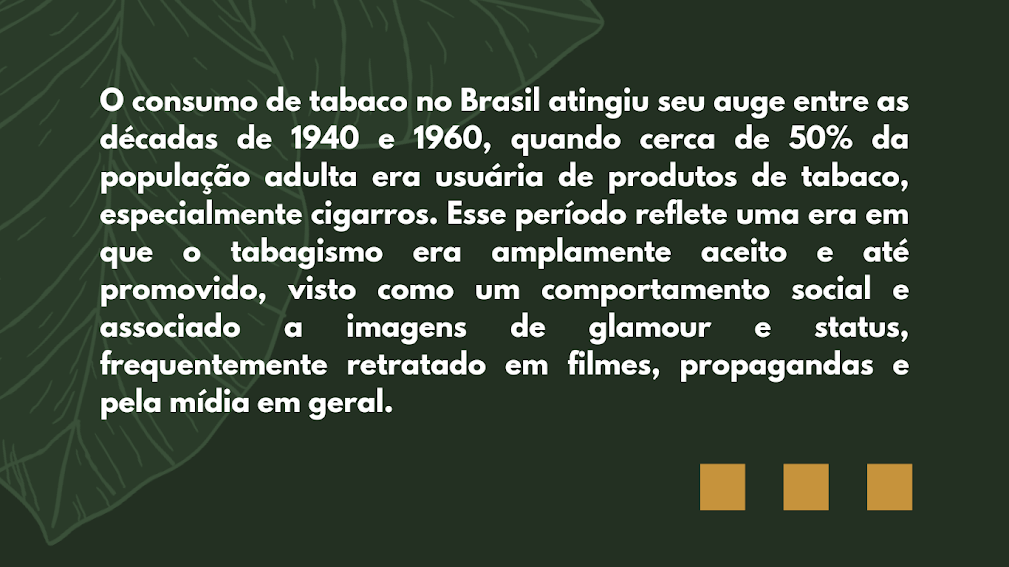 O consumo de tabaco no Brasil atingiu seu auge entre as
décadas de 1940 e 1960, quando cerca de 50% da
população adulta era usuária de produtos de tabaco,
especialmente cigarros. Esse período reflete uma era em
que o tabagismo era amplamente aceito e até
promovido, visto como um comportamento social e
associado a imagens de glamour e status,
frequentemente retratado em filmes, propagandas e
pela mídia em geral.